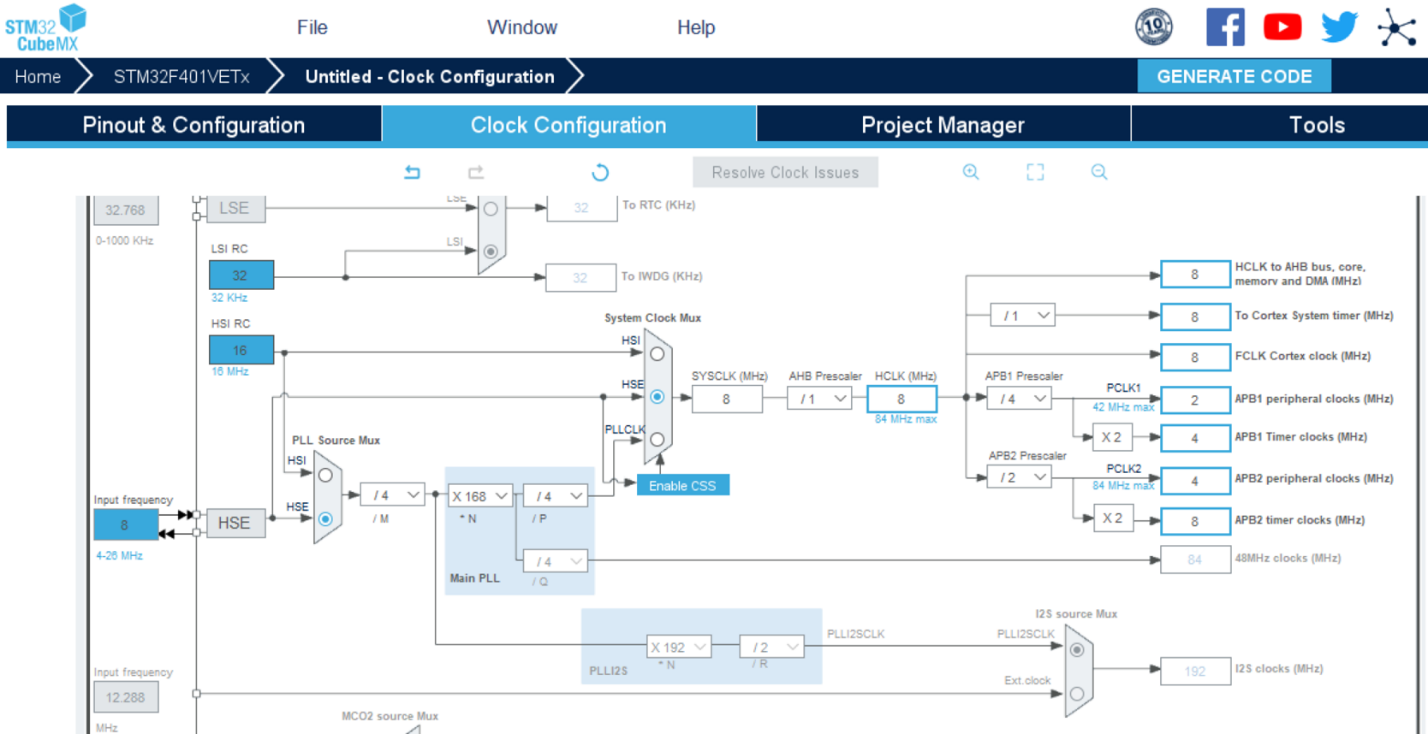 STM32
CubeMX
File
Window
Help
10
Home
STM32F401VETx
Untitled - Clock Configuration
GENERATE CODE
Pinout & Configuration
Clock Configuration
Project Manager
Tools
Resolve Clock Issues
32.768
0-1000 KHz
LSE
LSE
LSI
32
To RTC (KHz)
LSI RC
32
32 KHz
32
To IWDG (KHz)
HSI RC
16
16 MHz
System Clock Mux
HSI
HSE
PLLCLK
Enable CSS
SYSCLK (MHz)
8
AHB Prescaler
/ 1
HCLK (MHz)
8
84 MHz max
8
HCLK to AHB bus, core,
memory and DMA (MHz)
/ 1
8
To Cortex System timer (MHz)
8
FCLK Cortex clock (MHz)
APB1 Prescaler
/ 4
PCLK1
42 MHz max
2
APB1 peripheral clocks (MHz)
X 2
4
APB1 Timer clocks (MHz)
APB2 Prescaler
/ 2
PCLK2
84 MHz max
4
APB2 peripheral clocks (MHz)
X 2
8
APB2 timer clocks (MHz)
84
48MHz clocks (MHz)
PLL Source Mux
HSI
HSE
Input frequency
8
4-26 MHz
HSE
/ 4
/ M
X 168
* N
/ 4
/ P
/ 4
/ Q
Main PLL
X 192
* N
/ 2
/ R
PLLI2S
PLLI2SCLK
I2S source Mux
PLLI2SCLK
Ext.clock
192
I2S clocks (MHz)
Input frequency
12.288
MHz
MCO2 source Mux